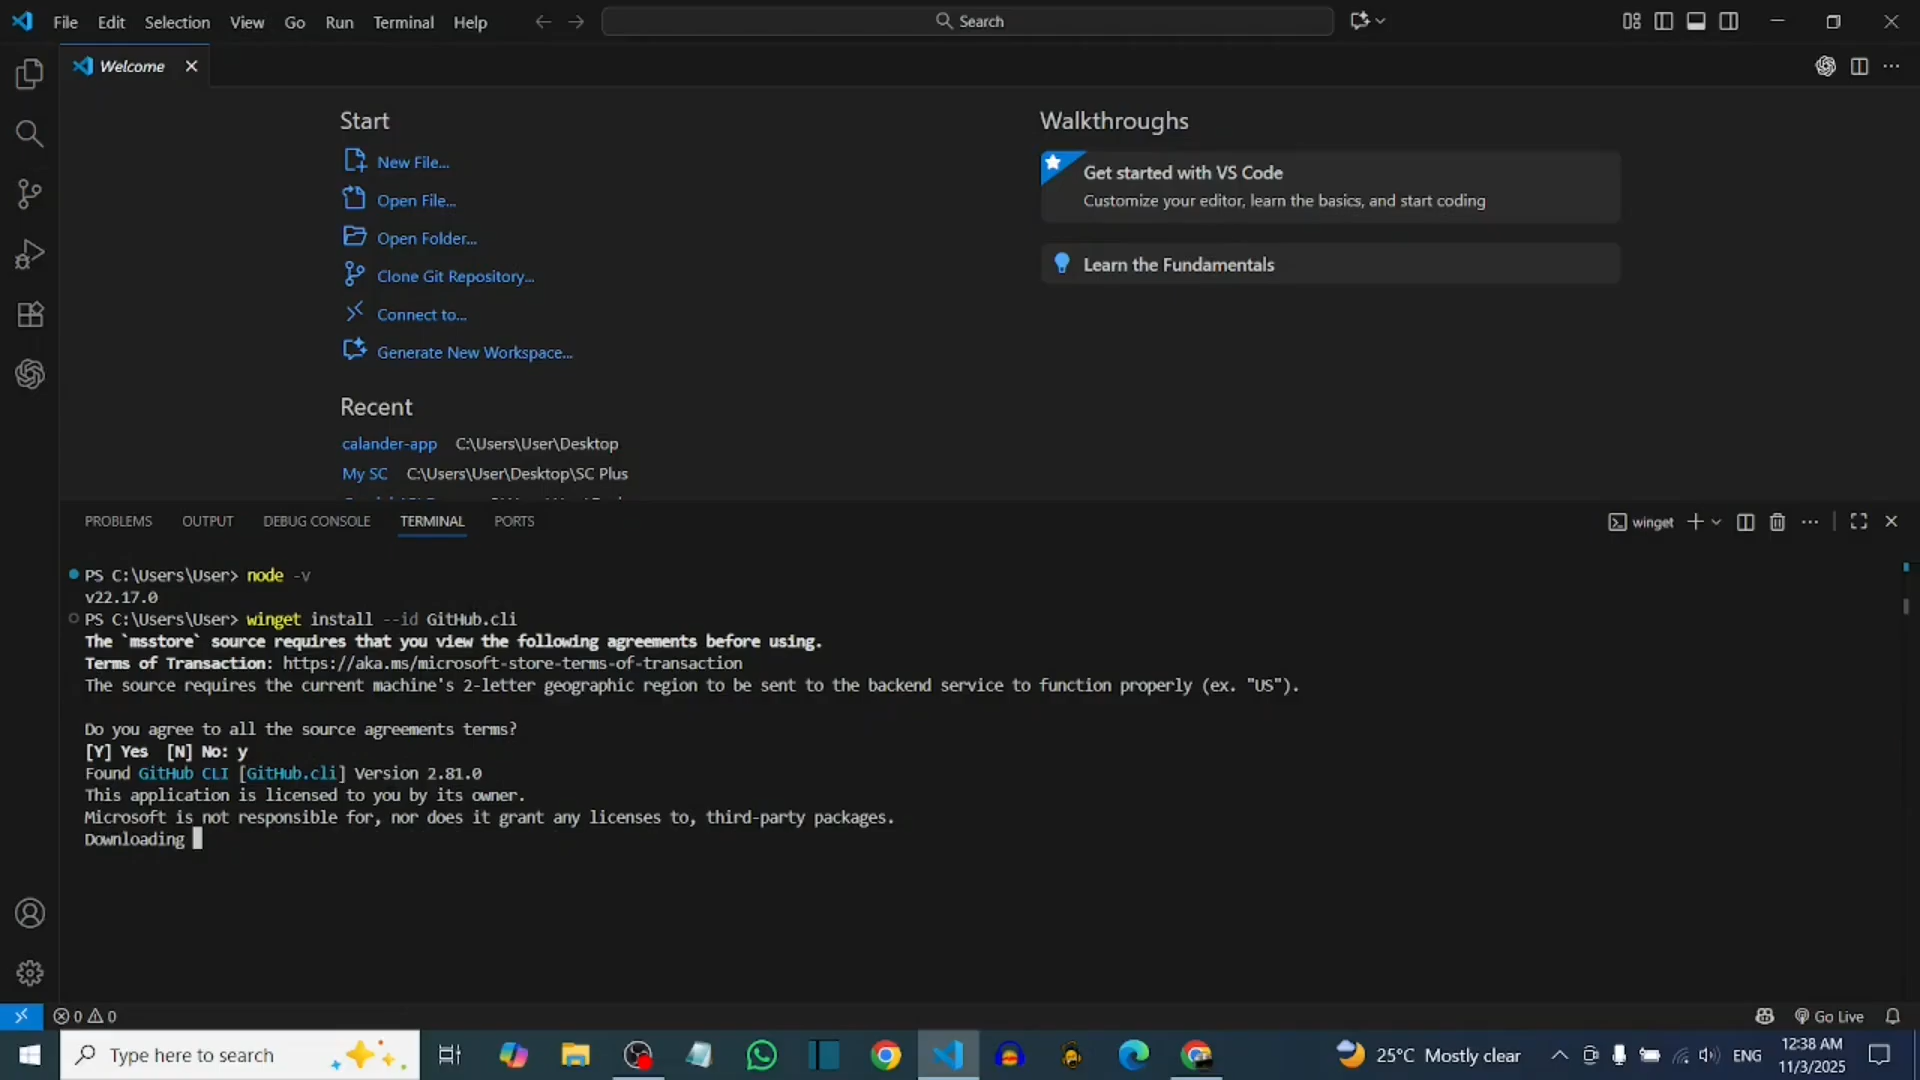 File Edit Selection View Go Run Terminal Help
Search
Welcome
Start
New File...
Open File...
Open Folder...
Clone Git Repository...
Connect to...
Generate New Workspace...
Recent
calander-app C:\Users\User\Desktop
My SC C:\Users\User\Desktop\SC Plus
Walkthroughs
Get started with VS Code
Customize your editor, learn the basics, and start coding
Learn the Fundamentals
PROBLEMS OUTPUT DEBUG CONSOLE TERMINAL PORTS
winget
PS C:\Users\User> node -v
v22.17.0
PS C:\Users\User> winget install --id GitHub.cli
The `msstore` source requires that you view the following agreements before using.
Terms of Transaction: https://aka.ms/microsoft-store-terms-of-transaction
The source requires the current machine's 2-letter geographic region to be sent to the backend service to function properly (ex. "US").
Do you agree to all the source agreements terms?
[Y] Yes [N] No: y
Found GitHub CLI [GitHub.cli] Version 2.81.0
This application is licensed to you by its owner.
Microsoft is not responsible for, nor does it grant any licenses to, third-party packages.
Downloading
0 0
Go Live
Type here to search
25°C Mostly clear
ENG
12:38 AM
11/3/2025